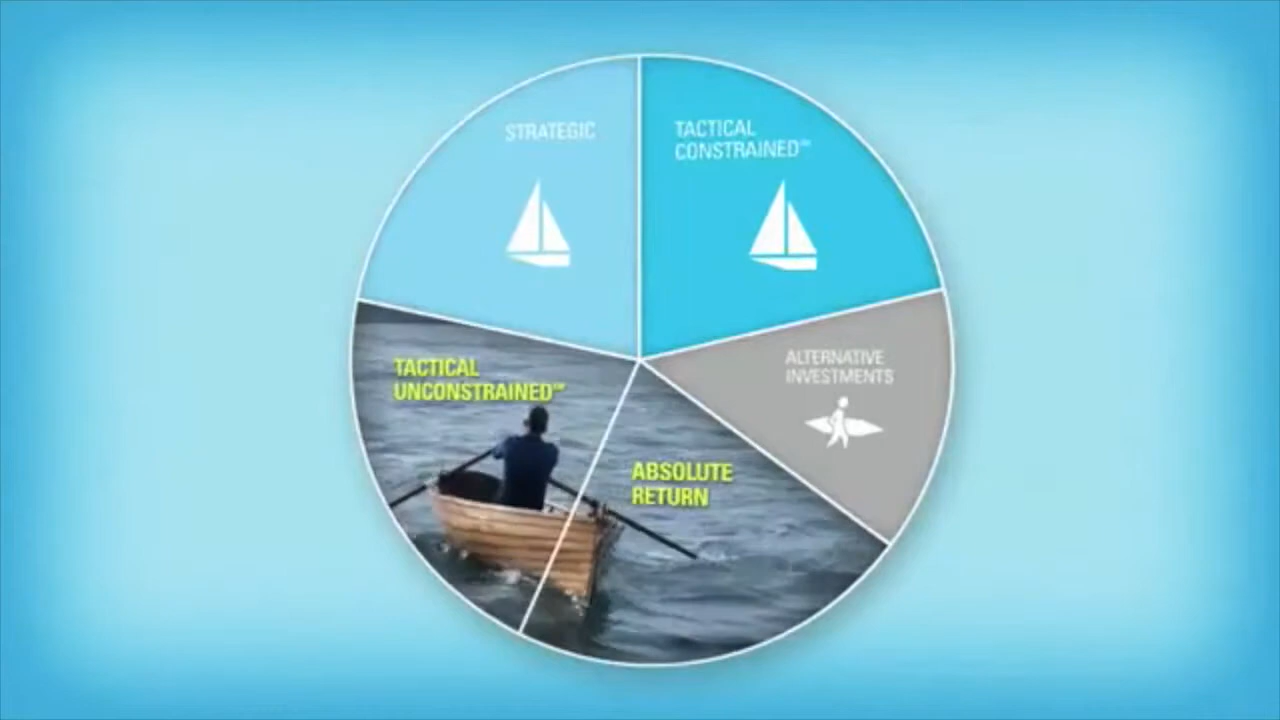 STRATEGIC
TACTICAL
CONSTRAINED℠
ALTERNATIVE
INVESTMENTS
TACTICAL
UNCONSTRAINED℠
ABSOLUTE
RETURN